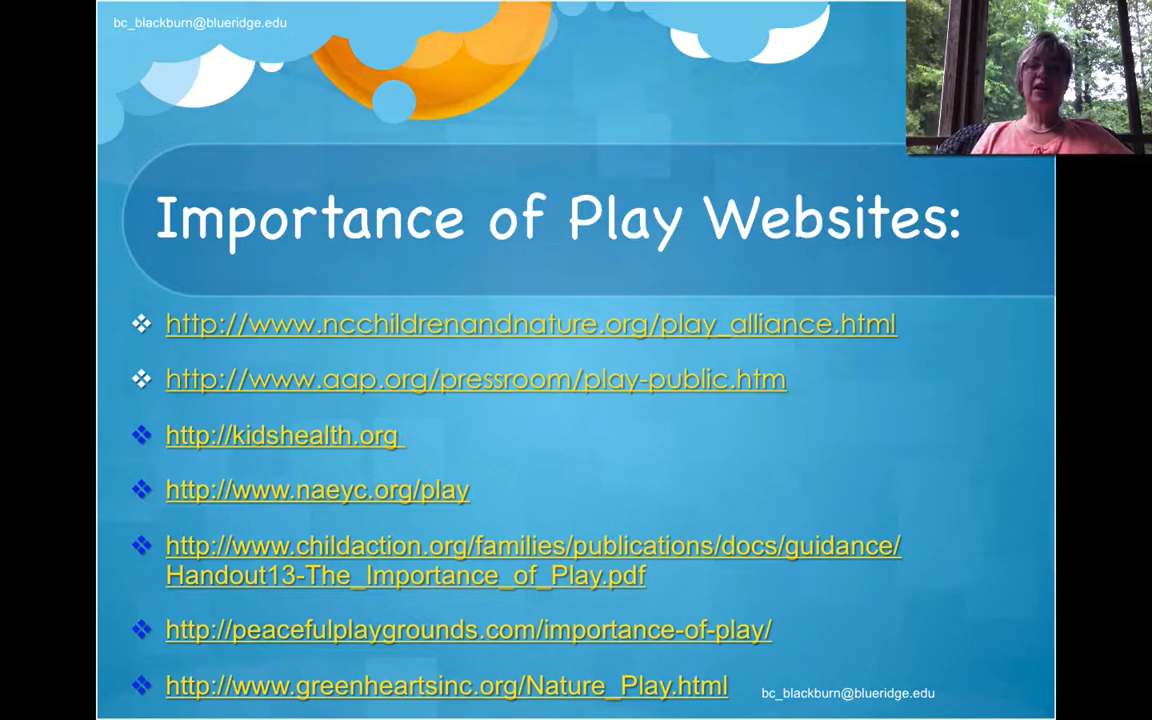 bc_blackburn@blueridge.edu
Importance of Play Websites:
http://www.ncchildrenandnature.org/play_alliance.html
http://www.aap.org/pressroom/play-public.htm
http://kidshealth.org
http://www.naeyc.org/play
http://www.childaction.org/families/publications/docs/guidance/
Handout13-The_Importance_of_Play.pdf
http://peacefulplaygrounds.com/importance-of-play/
http://www.greenheartsinc.org/Nature_Play.html
bc_blackburn@blueridge.edu